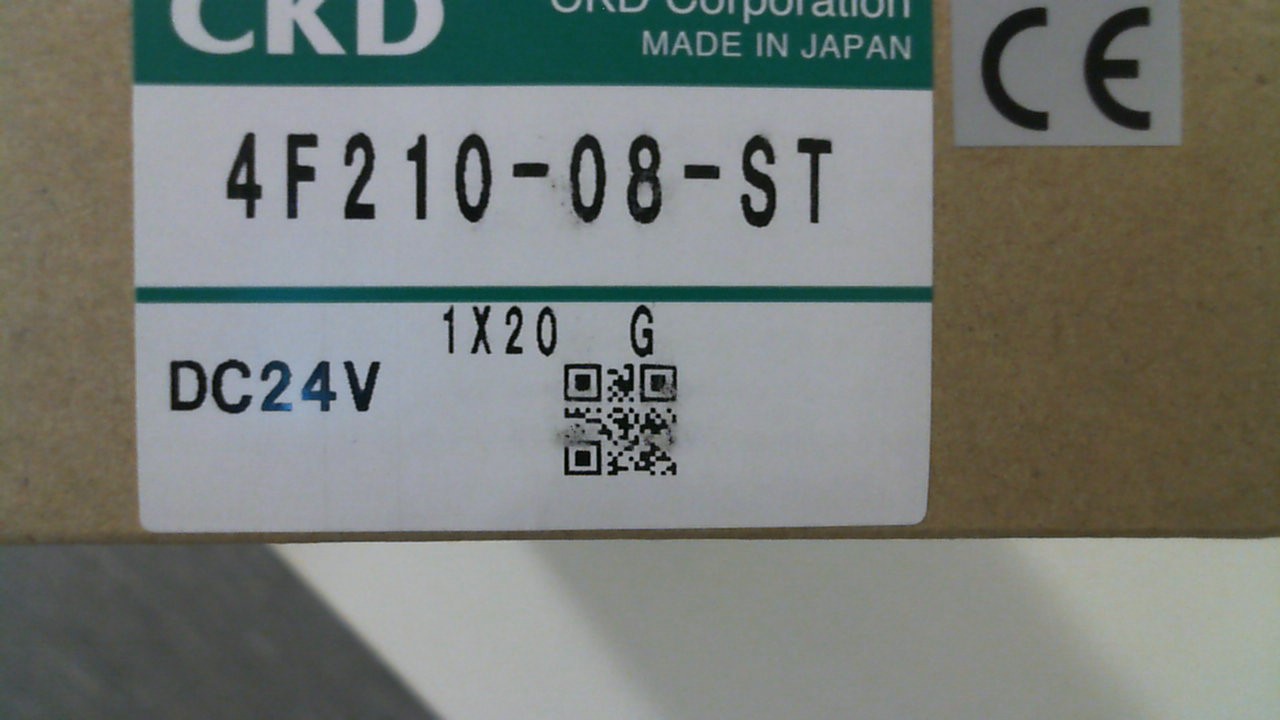 CKD
CKD Corporation
MADE IN JAPAN
CE
4F210-08-ST
1X20 G
DC24V